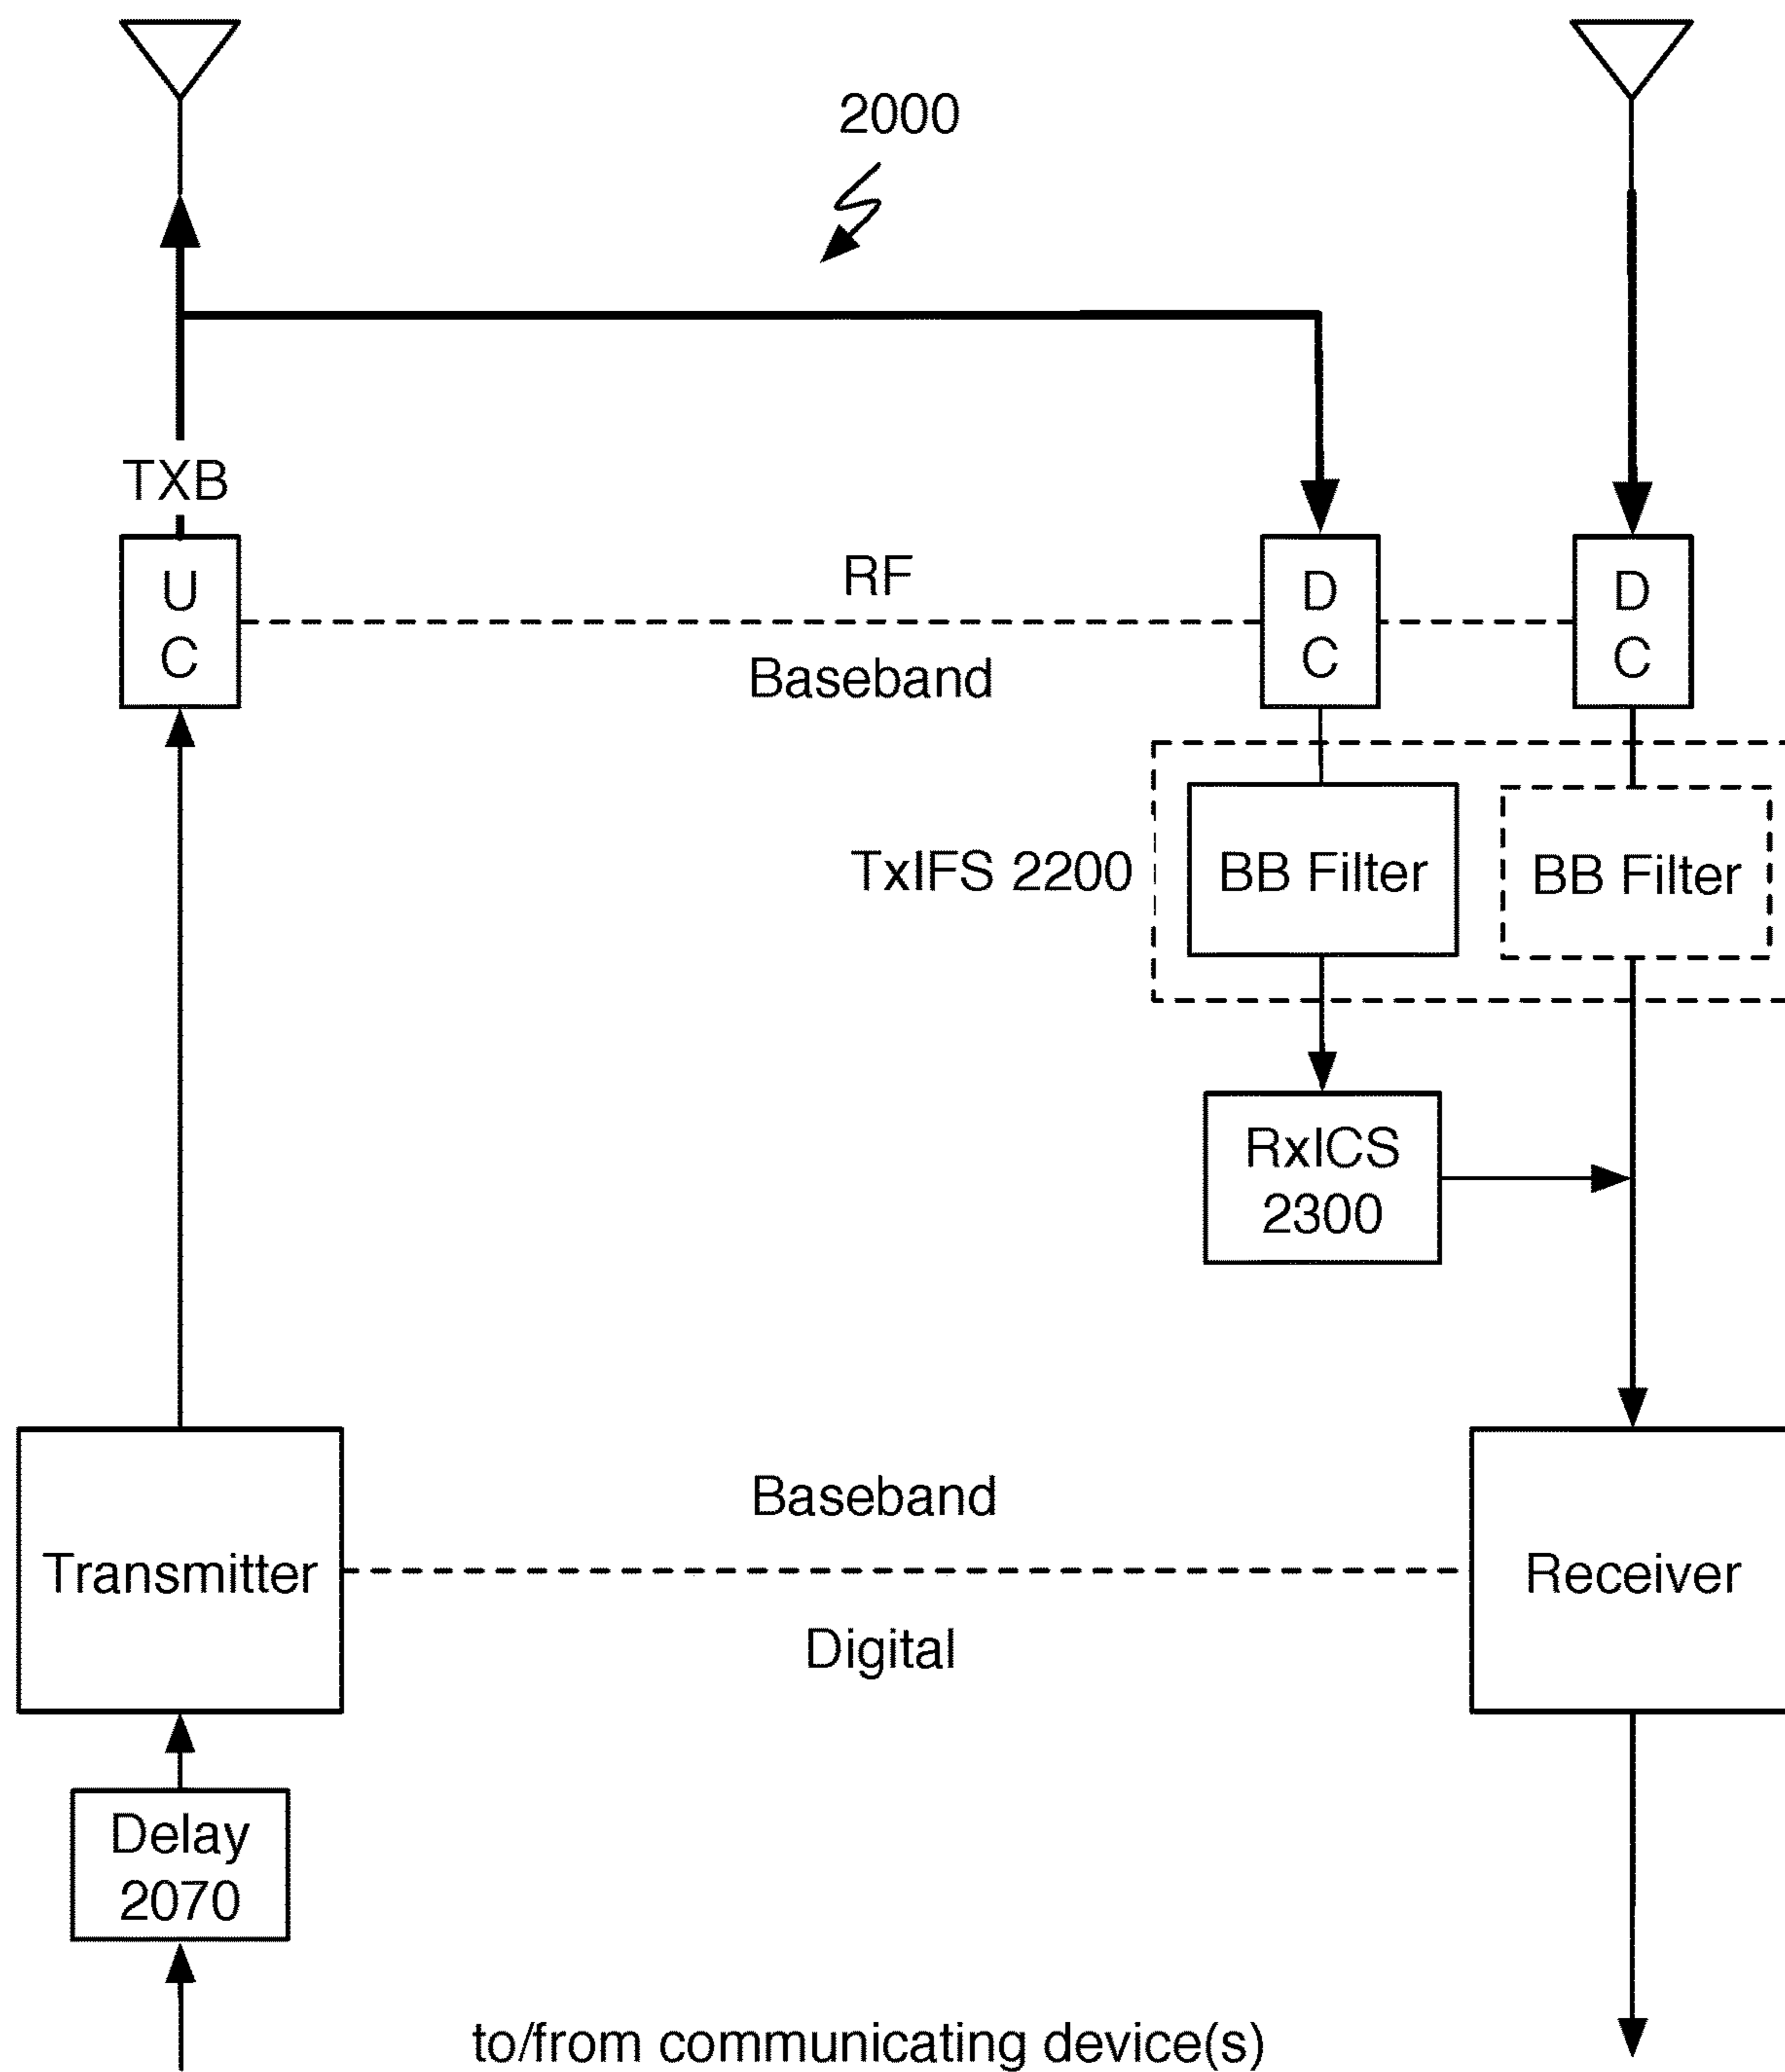 2000
TXB
U
C
RF
Baseband
D
C
D
C
TxIFS 2200
BB Filter
BB Filter
RxICS
2300
Transmitter
Baseband
Digital
Receiver
Delay
2070
to/from communicating device(s)